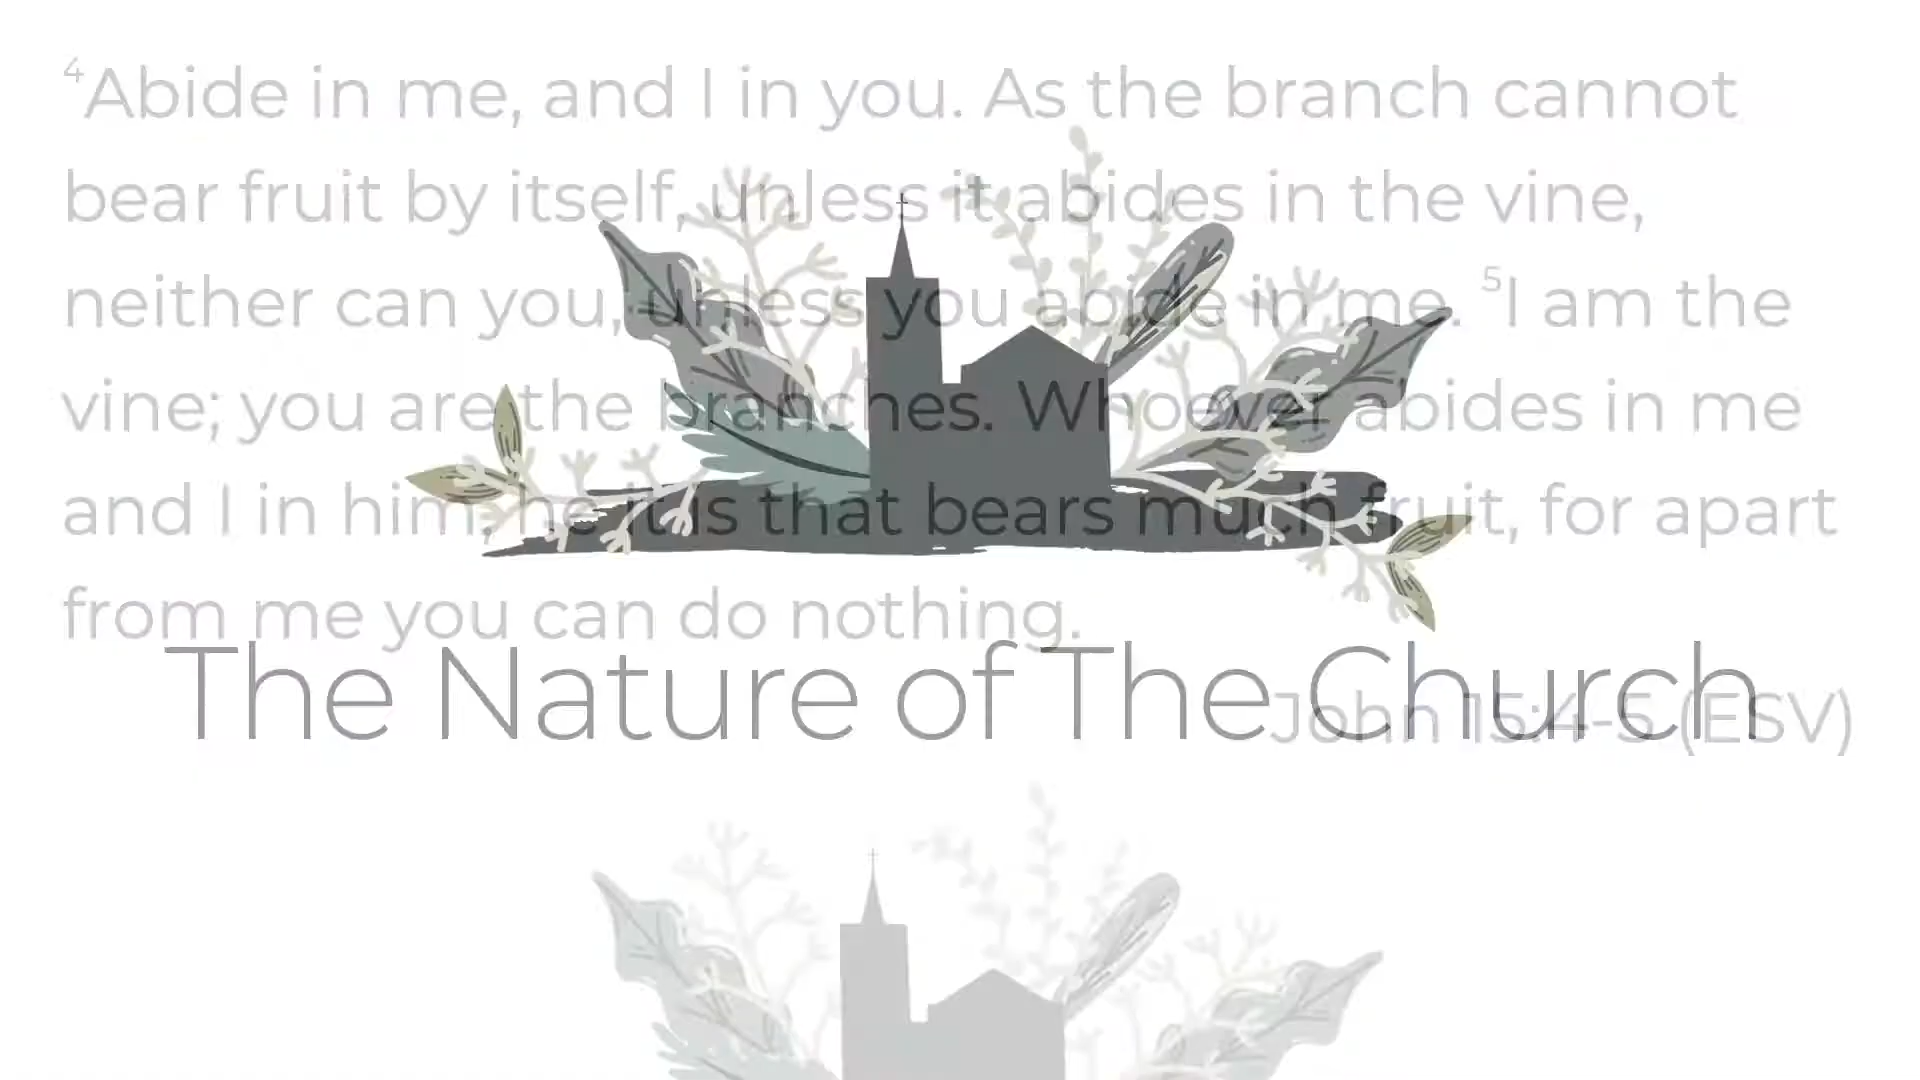 ⁴Abide in me, and I in you. As the branch cannot
bear fruit by itself, unless it abides in the vine,
neither can you, unless you abide in me. ⁵I am the
vine; you are the branches. Whoever abides in me
and I in him, he it is that bears much fruit, for apart
from me you can do nothing.
The Nature of The Church
John 15:4-5 (ESV)